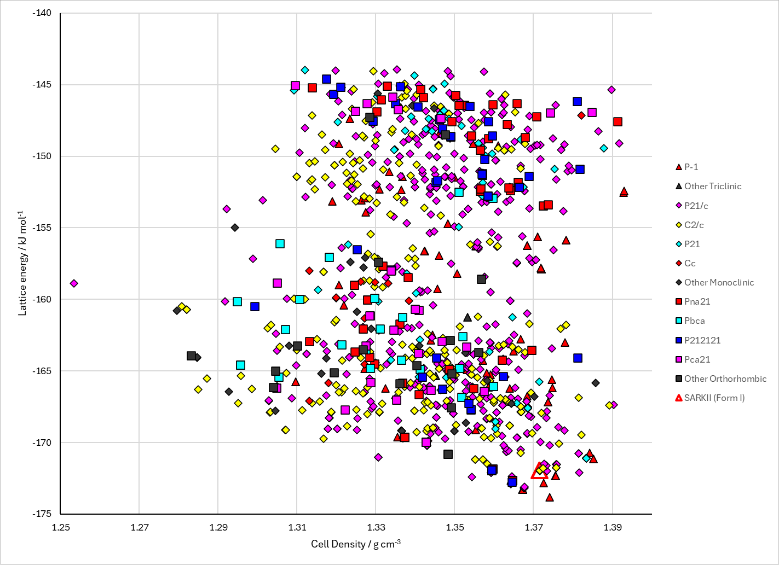 -140
-145
-150
-155
-160
-165
-170
-175
Lattice energy / kJ mol-1
1.25 1.27 1.29 1.31 1.33 1.35 1.37 1.39
Cell Density / g cm-3
P-1
Other Triclinic
P21/c
C2/c
P21
Cc
Other Monoclinic
Pna21
Pbca
P212121
Pca21
Other Orthorhombic
SARKII (Form I)